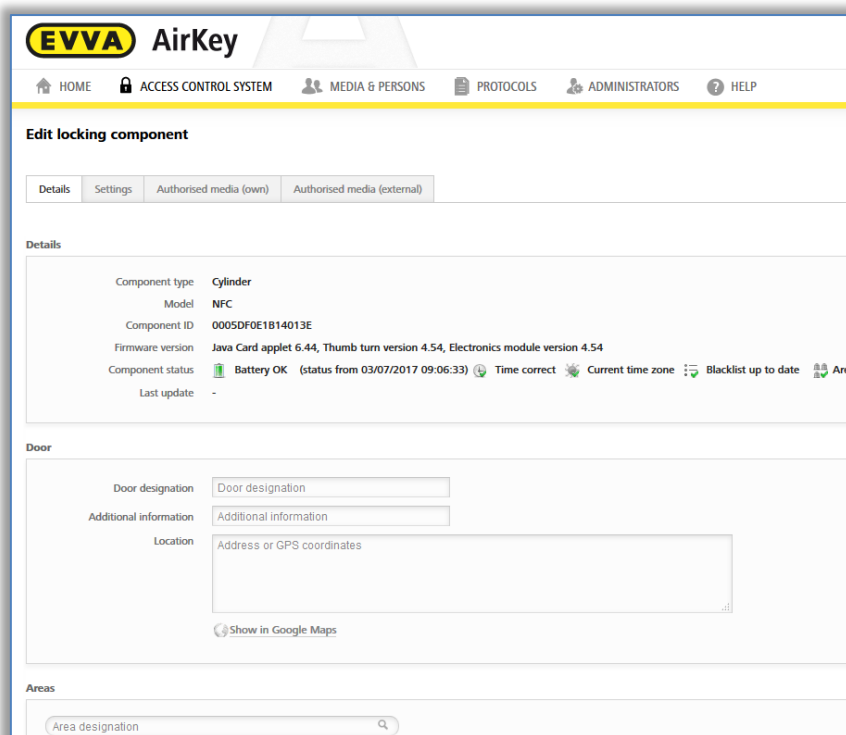 EVVA AirKey
HOME ACCESS CONTROL SYSTEM MEDIA & PERSONS PROTOCOLS ADMINISTRATORS ? HELP
Edit locking component
Details Settings Authorised media (own) Authorised media (external)
Details
Component type Cylinder
Model NFC
Component ID 0005DF0E1B14013E
Firmware version Java Card applet 6.44, Thumb turn version 4.54, Electronics module version 4.54
Component status Battery OK (status from 03/07/2017 09:06:33) Time correct Current time zone Blacklist up to date Are
Last update -
Door
Door designation Door designation
Additional information Additional information
Location Address or GPS coordinates
Show in Google Maps
Areas
Area designation